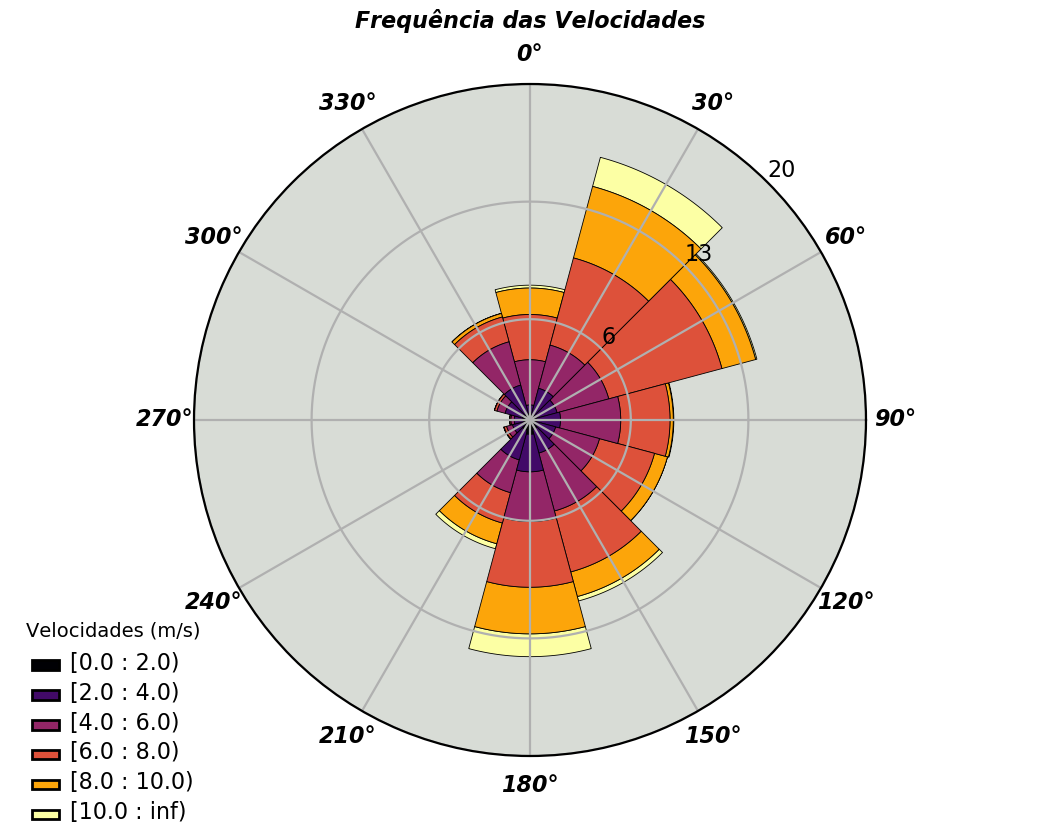 Frequência das Velocidades
0°
330°
30°
20
300°
60°
13
6
270°
90°
240°
120°
210°
150°
180°
Velocidades (m/s)
[0.0 : 2.0)
[2.0 : 4.0)
[4.0 : 6.0)
[6.0 : 8.0)
[8.0 : 10.0)
[10.0 : inf)